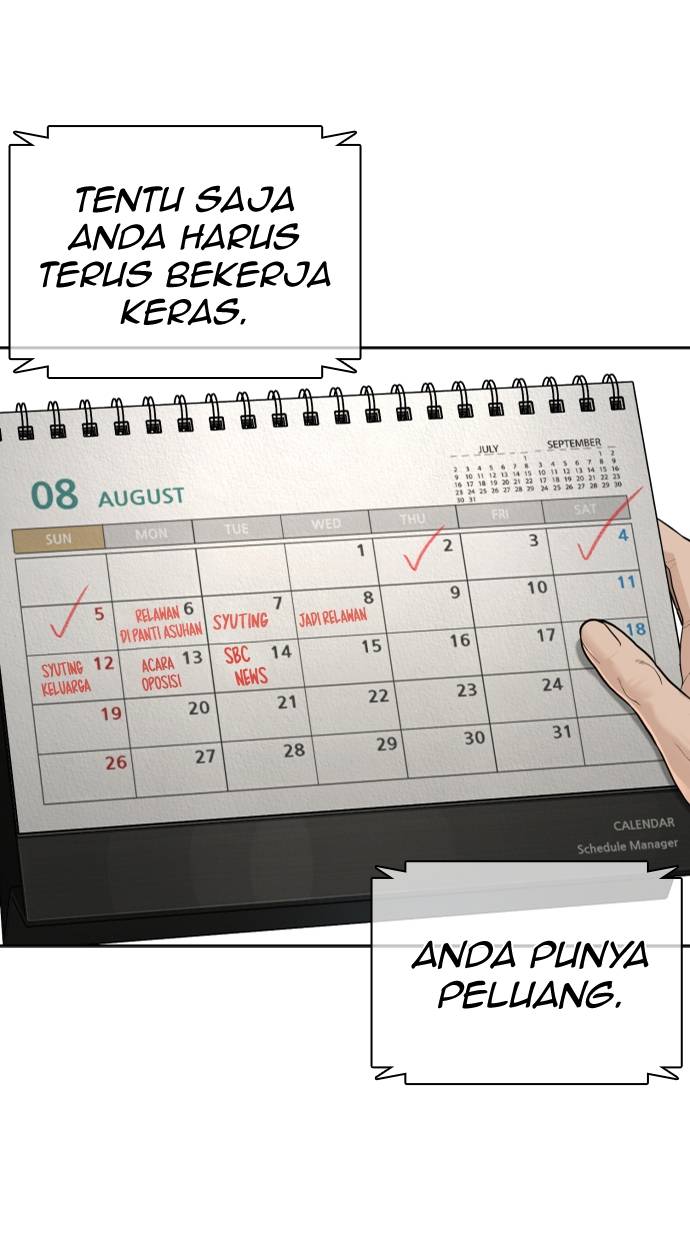 TENTU SAJA
ANDA HARUS
TERUS BEKERJA
KERAS.
JULY
SEPTEMBER
08 AUGUST
SUN MON TUE WED THU FRI SAT
1 2 3 4
5 RELAWAN 6 7 8 9 10 11
DI PANTI ASUHAN SYUTING JADI RELAWAN
SYUTING 12 ACARA 13 SBC 14 15 16 17 18
KELUARGA OPOSISI NEWS
19 20 21 22 23 24
26 27 28 29 30 31
CALENDAR
Schedule Manager
ANDA PUNYA
PELUANG.